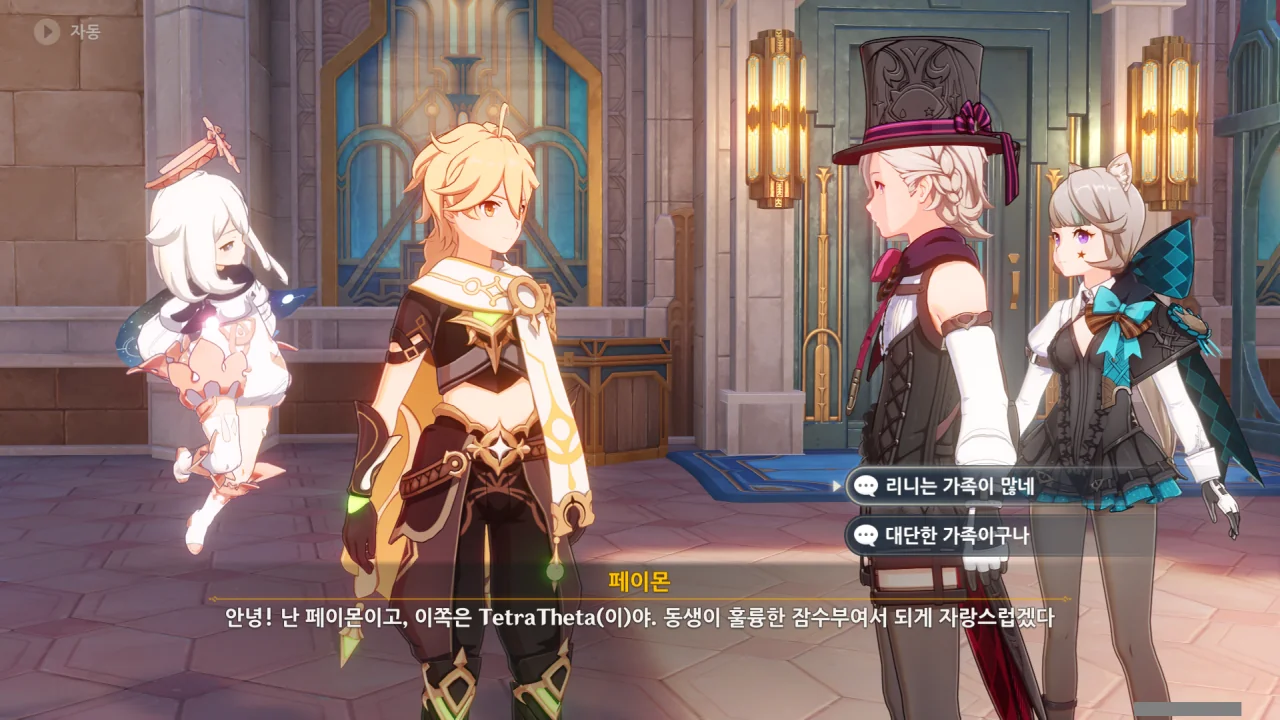 자동
리니는 가족이 많네
대단한 가족이구나
페이몬
안녕! 난 페이몬이고, 이쪽은 TetraTheta(이)야. 동생이 훌륭한 잠수부여서 되게 자랑스럽겠다